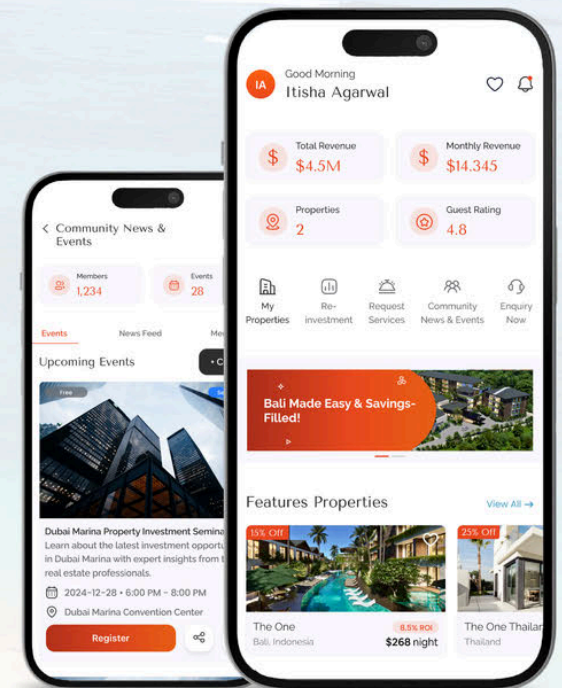 IA
Good Morning
Itisha Agarwal
Total Revenue
$4.5M
Monthly Revenue
$14.345
Properties
2
Guest Rating
4.8
My
Properties
Re-
investment
Request
Services
Community
News & Events
Enquiry
Now
Bali Made Easy & Savings-
Filled!
Features Properties
View All →
15% Off
The One
8.5% ROI
Bali, Indonesia
$268 night
25% Off
The One Thailan
Thailand
< Community News &
Events
Members
1,234
Events
28
Events
News Feed
Me
Upcoming Events
Free
Dubai Marina Property Investment Semina
Learn about the latest investment opportu
in Dubai Marina with expert insights from
real estate professionals.
2024-12-28 • 6:00 PM - 8:00 PM
Dubai Marina Convention Center
Register